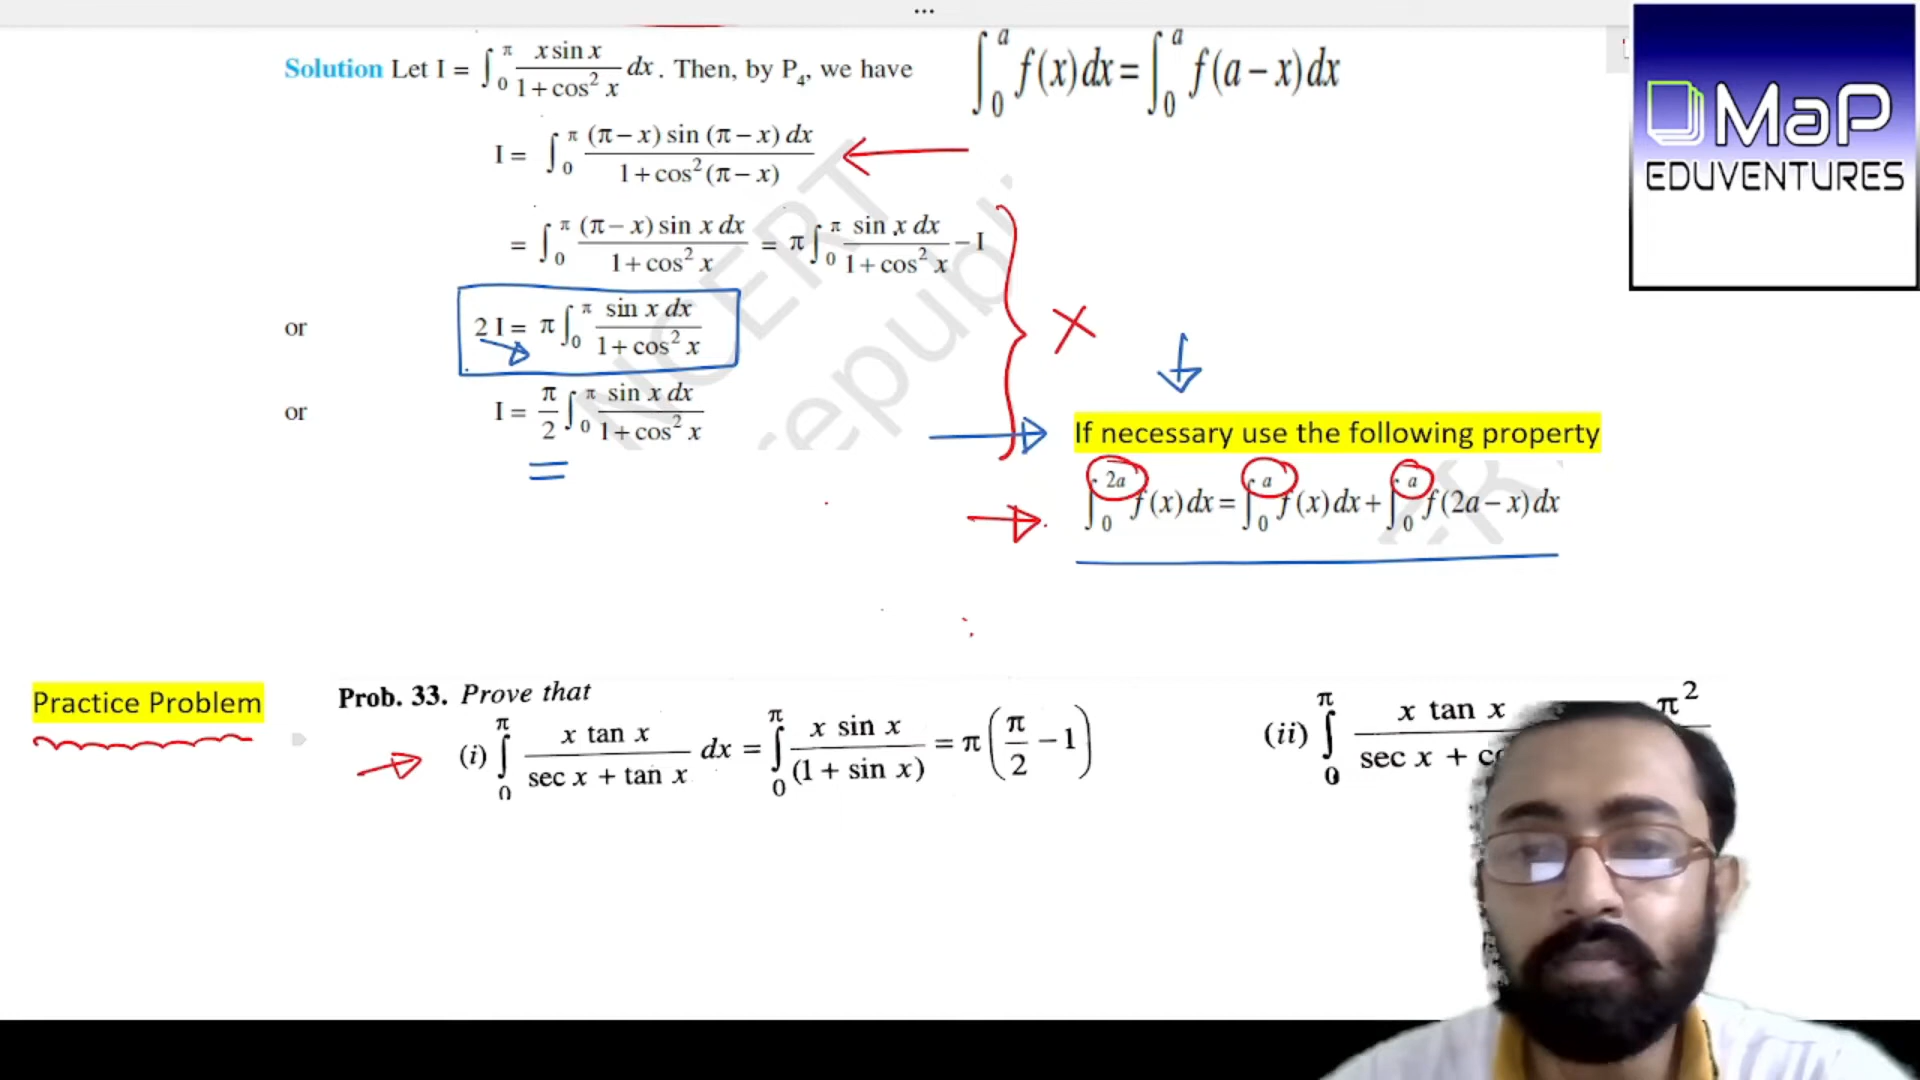 ...
Solution Let I = ∫₀^π (x sin x)/(1 + cos² x) dx. Then, by P₄, we have
∫₀^a f(x)dx = ∫₀^a f(a − x)dx
I = ∫₀^π ((π − x) sin (π − x) dx)/(1 + cos² (π − x))
= ∫₀^π ((π − x) sin x dx)/(1 + cos² x) = π∫₀^π (sin x dx)/(1 + cos² x) − I
or 2 I = π∫₀^π (sin x dx)/(1 + cos² x)
or I = π/2 ∫₀^π (sin x dx)/(1 + cos² x)
If necessary use the following property
∫₀^2a f(x)dx = ∫₀^a f(x)dx + ∫₀^a f(2a − x)dx
Practice Problem
Prob. 33. Prove that
(i) ∫₀^π (x tan x)/(sec x + tan x) dx = ∫₀^π (x sin x)/((1 + sin x)) = π(π/2 − 1)
(ii) ∫₀^π (x tan x)/(sec x + π²
MaP
EDUVENTURES
NCERT
republ